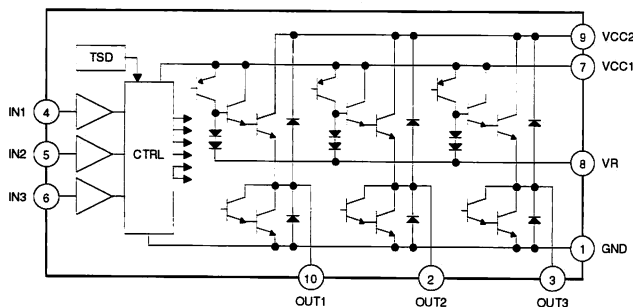 9 VCC2
TSD
7 VCC1
IN1 4
IN2 5
CTRL
8 VR
IN3 6
1 GND
10 2 3
OUT1 OUT2 OUT3